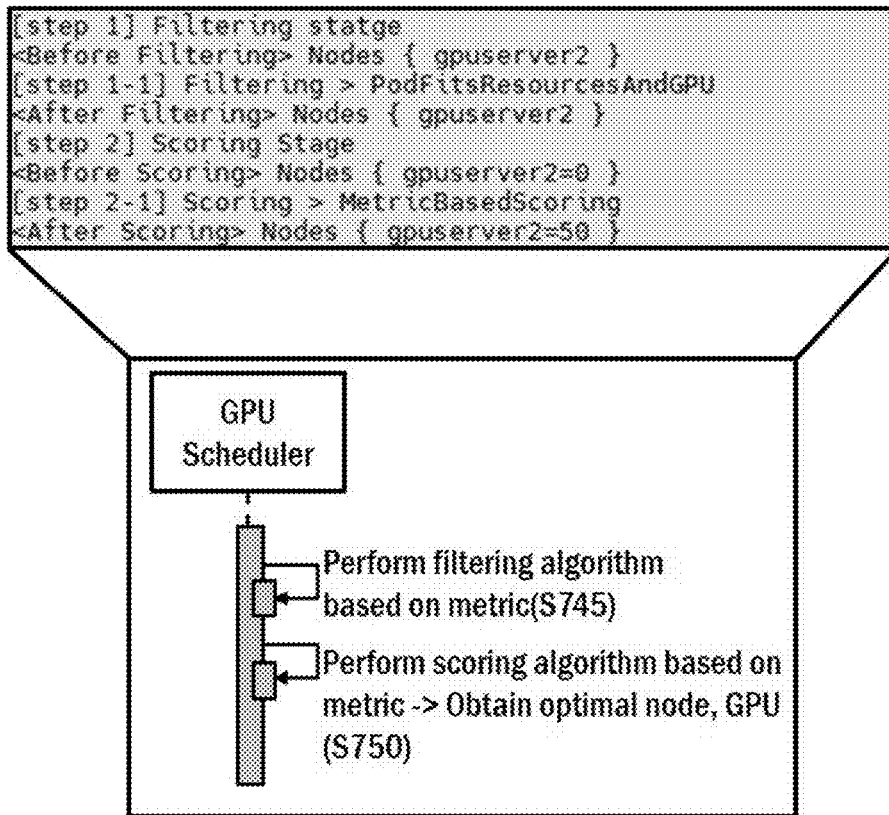 [step 1] Filtering statge
<Before Filtering> Nodes { gpuserver2 }
[step 1-1] Filtering > PodFitsResourcesAndGPU
<After Filtering> Nodes { gpuserver2 }
[step 2] Scoring Stage
<Before Scoring> Nodes { gpuserver2=0 }
[step 2-1] Scoring > MetricBasedScoring
<After Scoring> Nodes { gpuserver2=50 }
GPU
Scheduler
Perform filtering algorithm
based on metric(S745)
Perform scoring algorithm based on
metric -> Obtain optimal node, GPU
(S750)